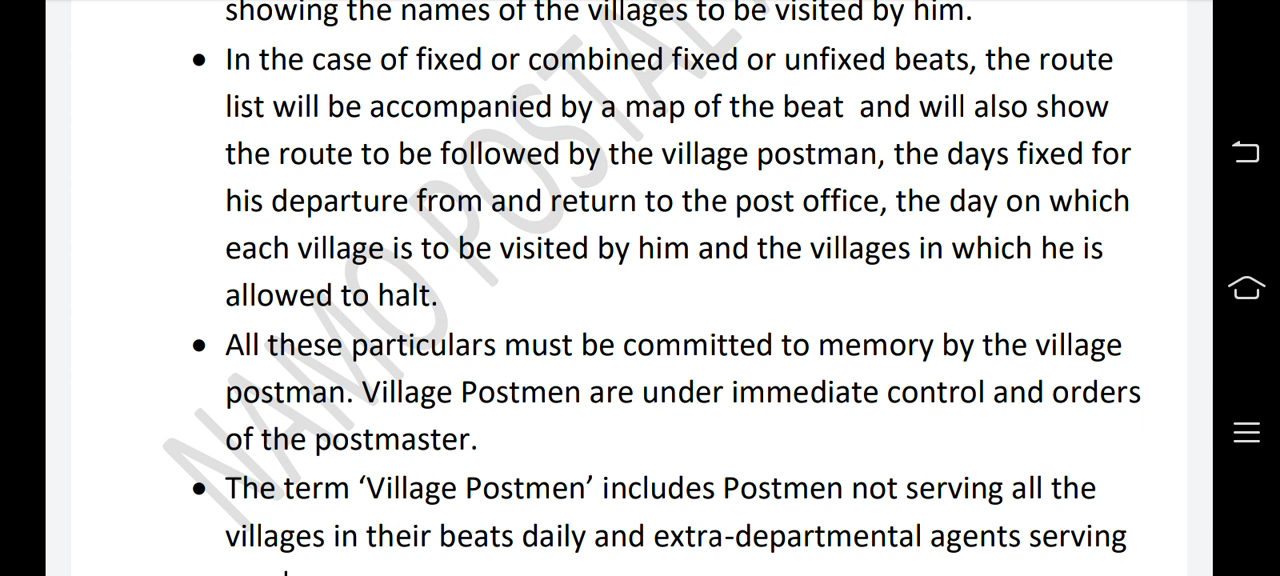 showing the names of the villages to be visited by him.
• In the case of fixed or combined fixed or unfixed beats, the route
list will be accompanied by a map of the beat  and will also show
the route to be followed by the village postman, the days fixed for
his departure from and return to the post office, the day on which
each village is to be visited by him and the villages in which he is
allowed to halt.
• All these particulars must be committed to memory by the village
postman. Village Postmen are under immediate control and orders
of the postmaster.
• The term ‘Village Postmen’ includes Postmen not serving all the
villages in their beats daily and extra-departmental agents serving
NAMO POSTAL